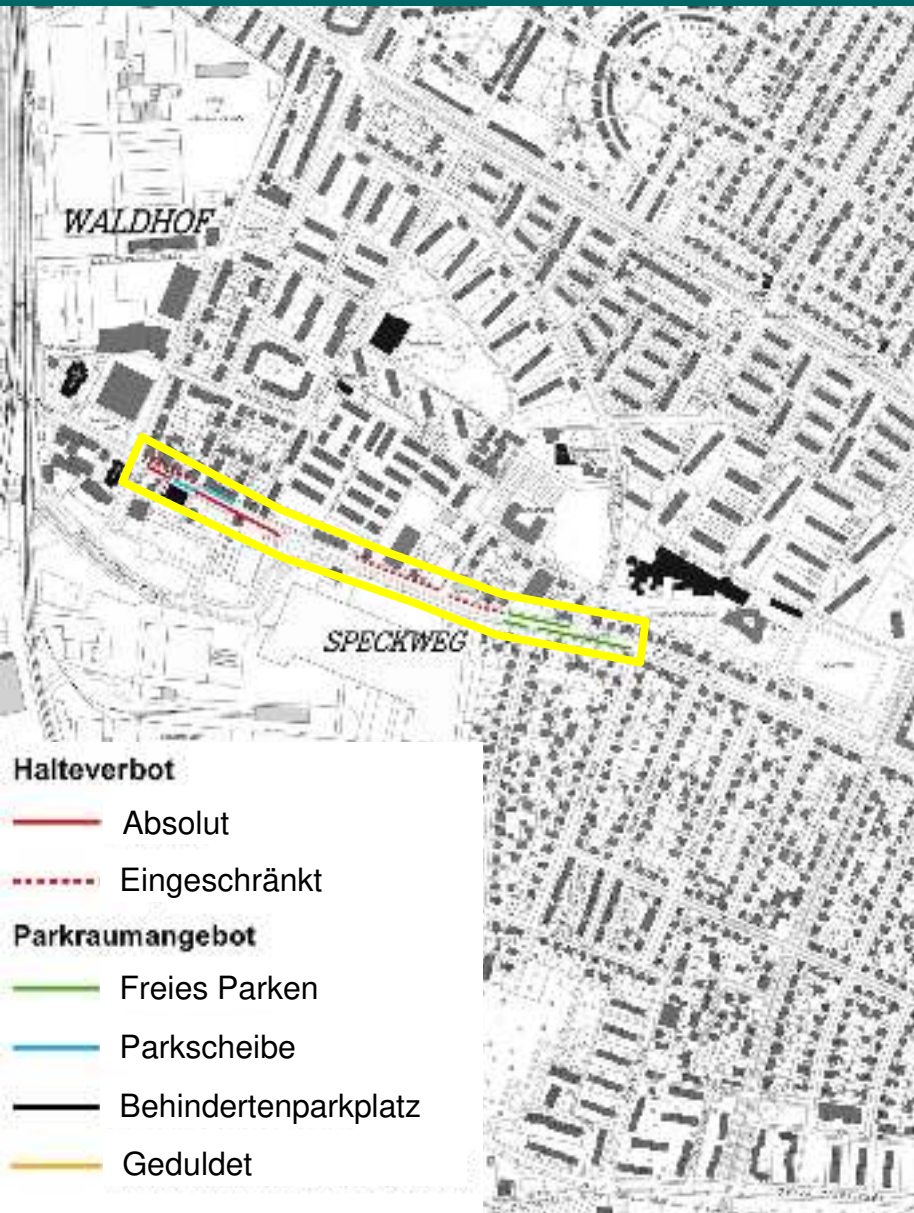 WALDHOF
SPECKWEG
Halteverbot
Absolut
Eingeschränkt
Parkraumangebot
Freies Parken
Parkscheibe
Behindertenparkplatz
Geduldet